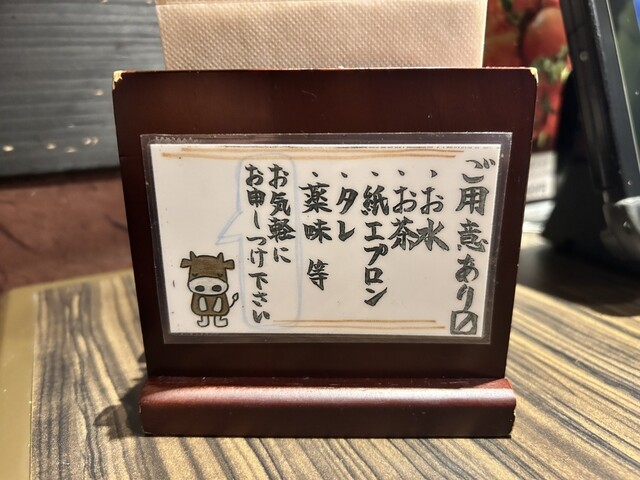 ご用意あり〼
・お水
・お茶
・紙エプロン
・タレ
・薬味 等
お気軽に
お申しつけ下さい